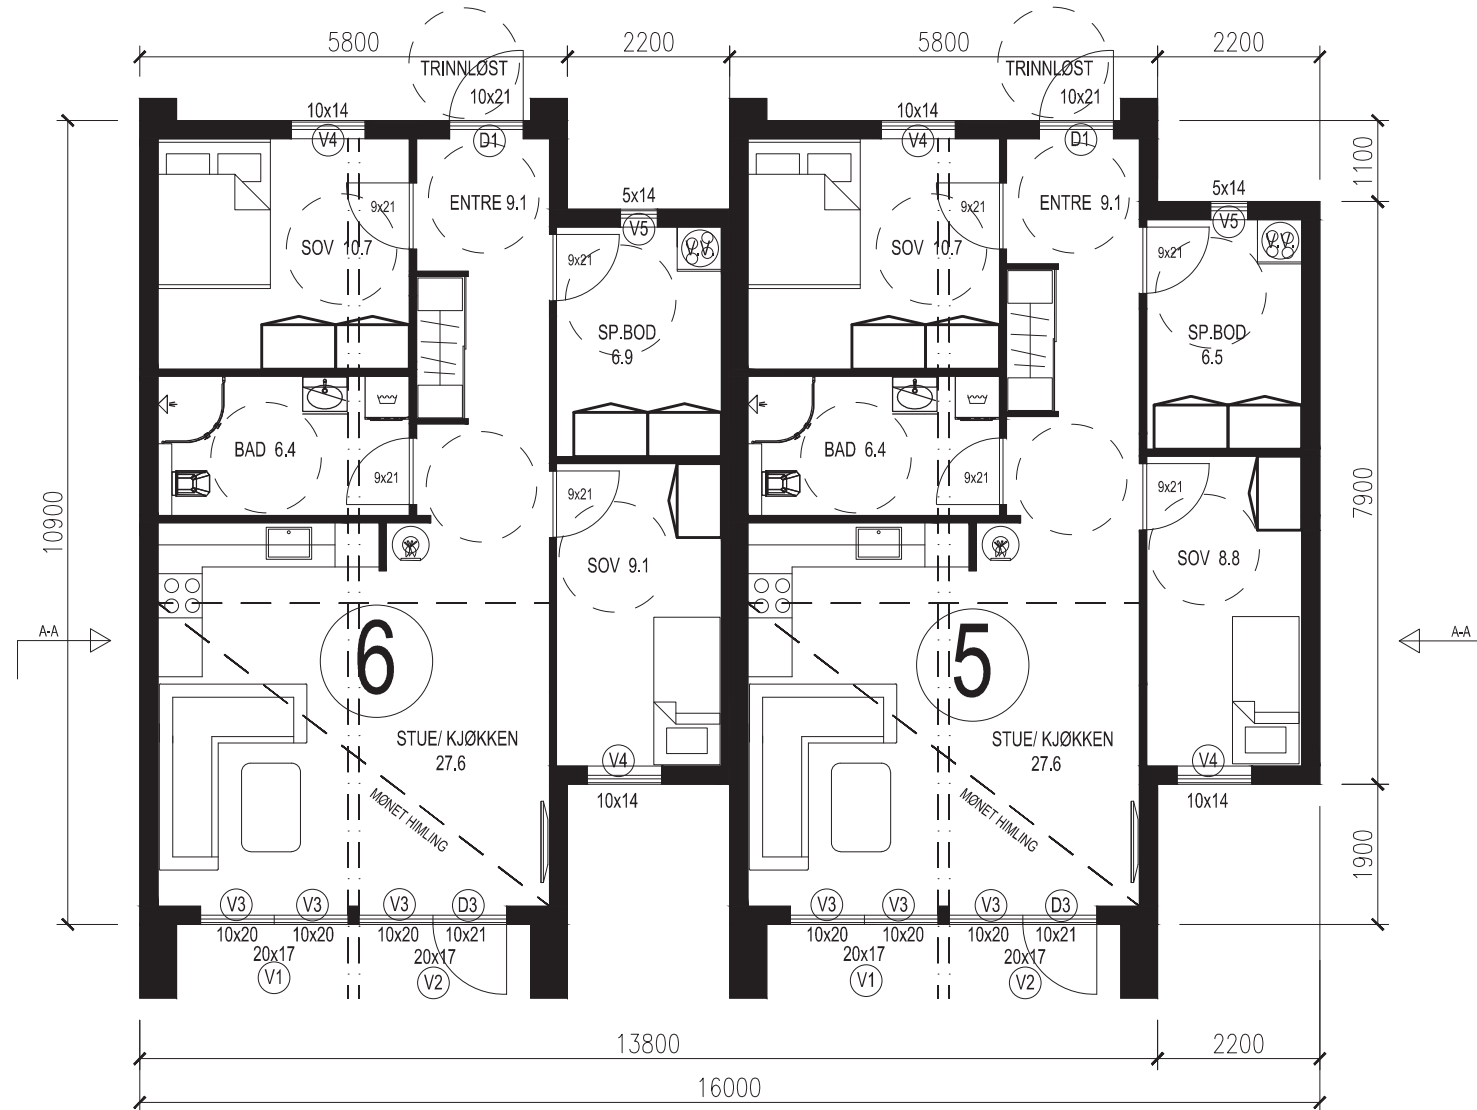 5800
2200
5800
2200
TRINNLØST
10x21
TRINNLØST
10x21
10x14
V4
D1
10x14
V4
D1
1100
9x21
ENTRE 9.1
SOV 10.7
5x14
V5
9x21
V.V.
9x21
ENTRE 9.1
SOV 10.7
5x14
V5
9x21
V.V.
SP.BOD
6.9
SP.BOD
6.5
BAD 6.4
9x21
9x21
BAD 6.4
9x21
9x21
10900
7900
SOV 9.1
SOV 8.8
A-A
6
5
A-A
STUE/ KJØKKEN
27.6
STUE/ KJØKKEN
27.6
V4
10x14
V4
10x14
MØNET HIMLING
MØNET HIMLING
1900
V3
V3
V3
D3
V3
V3
V3
D3
10x20
10x20
10x20
10x21
10x20
10x20
10x20
10x21
20x17
20x17
20x17
20x17
V1
V2
V1
V2
13800
2200
16000